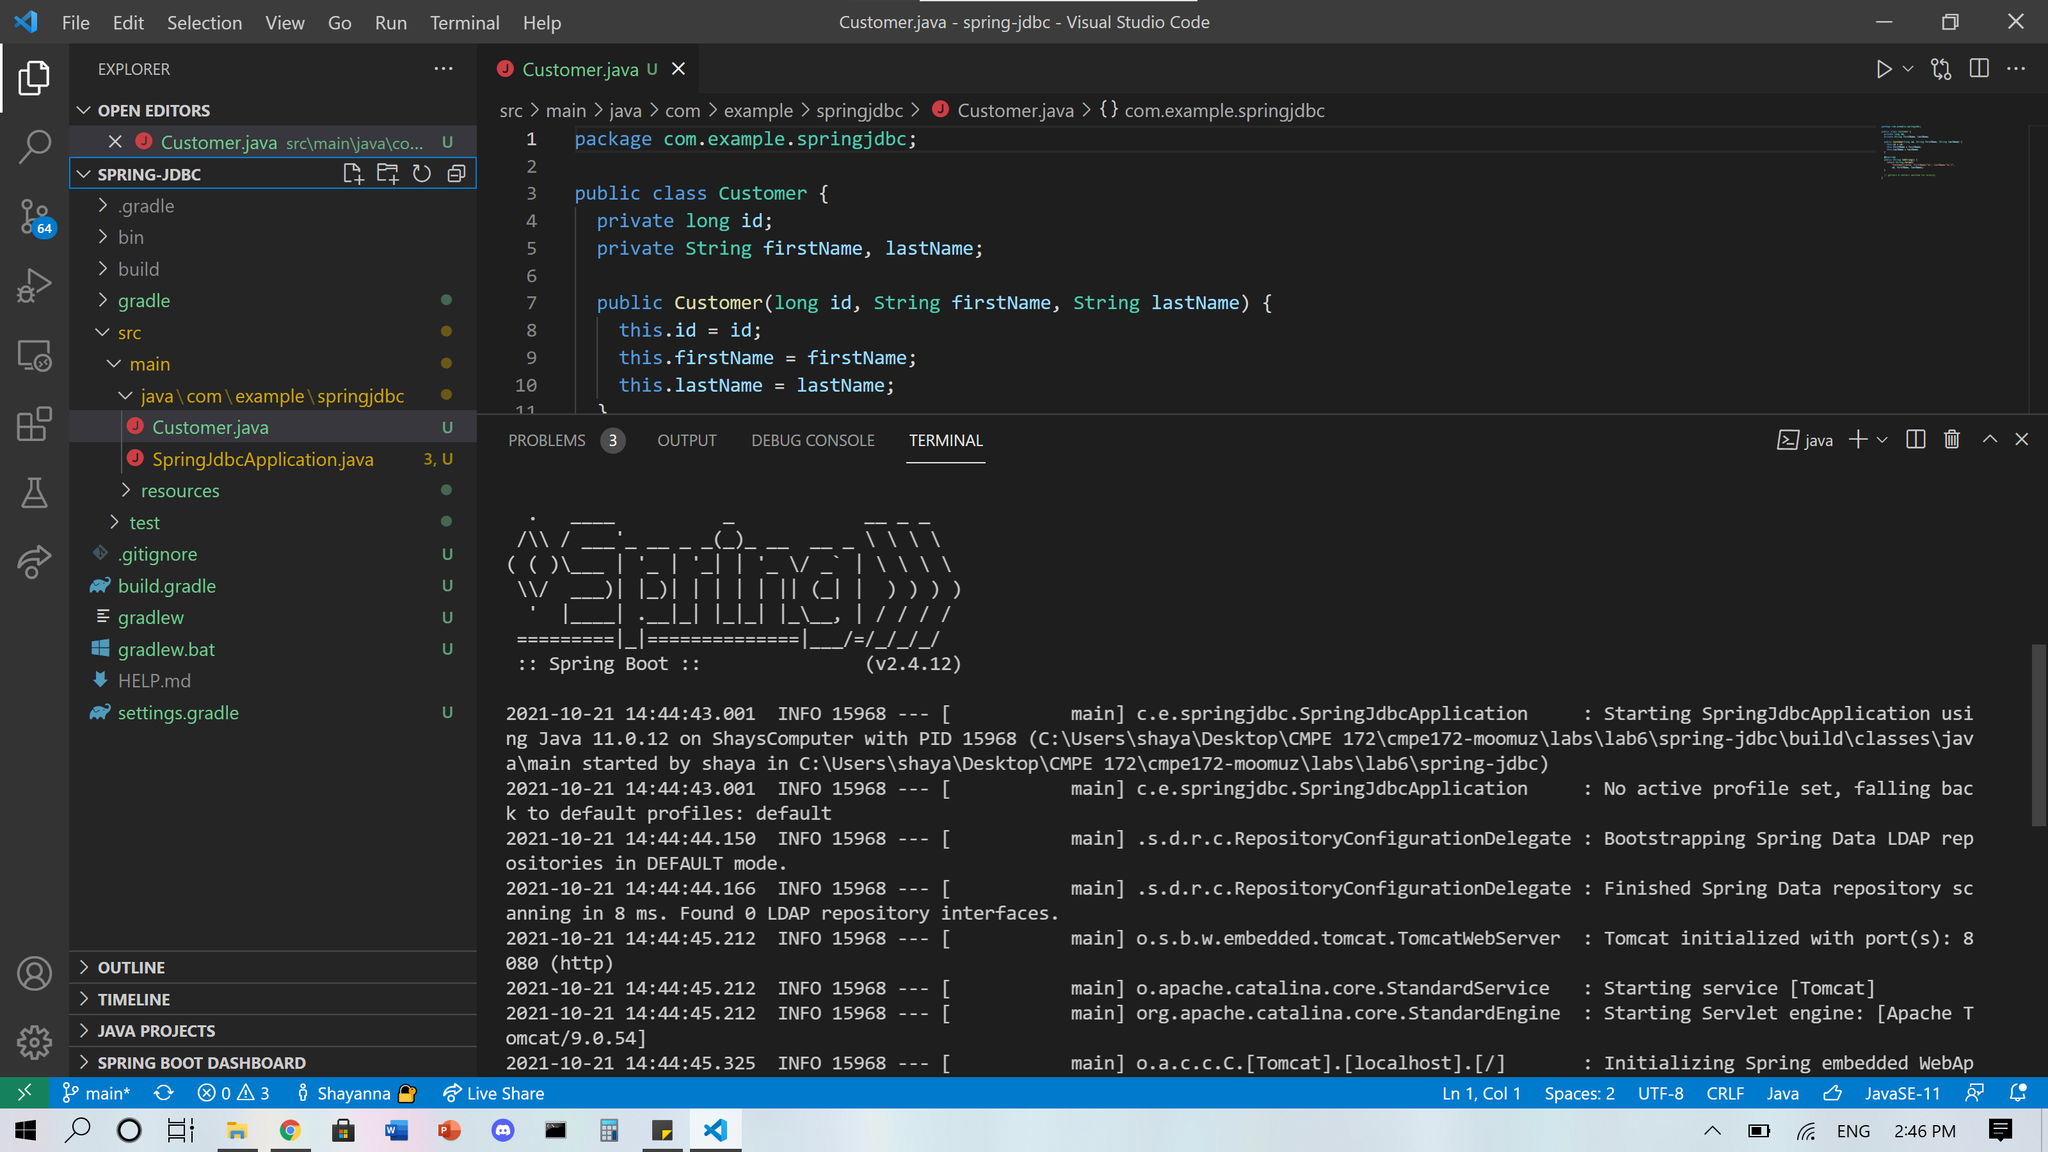 File Edit Selection View Go Run Terminal Help Customer.java - spring-jdbc - Visual Studio Code
EXPLORER
OPEN EDITORS
Customer.java src\main\java\co... U
SPRING-JDBC
.gradle
bin
build
gradle
src
main
java\com\example\springjdbc
Customer.java U
SpringJdbcApplication.java 3, U
resources
test
.gitignore U
build.gradle U
gradlew U
gradlew.bat U
HELP.md
settings.gradle U
OUTLINE
TIMELINE
JAVA PROJECTS
SPRING BOOT DASHBOARD
64
Customer.java U
src > main > java > com > example > springjdbc > Customer.java > {} com.example.springjdbc
1 package com.example.springjdbc;
2
3 public class Customer {
4 private long id;
5 private String firstName, lastName;
6
7 public Customer(long id, String firstName, String lastName) {
8 this.id = id;
9 this.firstName = firstName;
10 this.lastName = lastName;
11 }
PROBLEMS 3 OUTPUT DEBUG CONSOLE TERMINAL java
Spring
:: Spring Boot :: (v2.4.12)
2021-10-21 14:44:43.001 INFO 15968 --- [ main] c.e.springjdbc.SpringJdbcApplication : Starting SpringJdbcApplication usi
ng Java 11.0.12 on ShaysComputer with PID 15968 (C:\Users\shaya\Desktop\CMPE 172\cmpe172-moomuz\labs\lab6\spring-jdbc\build\classes\jav
a\main started by shaya in C:\Users\shaya\Desktop\CMPE 172\cmpe172-moomuz\labs\lab6\spring-jdbc)
2021-10-21 14:44:43.001 INFO 15968 --- [ main] c.e.springjdbc.SpringJdbcApplication : No active profile set, falling bac
k to default profiles: default
2021-10-21 14:44:44.150 INFO 15968 --- [ main] .s.d.r.c.RepositoryConfigurationDelegate : Bootstrapping Spring Data LDAP rep
ositories in DEFAULT mode.
2021-10-21 14:44:44.166 INFO 15968 --- [ main] .s.d.r.c.RepositoryConfigurationDelegate : Finished Spring Data repository sc
anning in 8 ms. Found 0 LDAP repository interfaces.
2021-10-21 14:44:45.212 INFO 15968 --- [ main] o.s.b.w.embedded.tomcat.TomcatWebServer : Tomcat initialized with port(s): 8
080 (http)
2021-10-21 14:44:45.212 INFO 15968 --- [ main] o.apache.catalina.core.StandardService : Starting service [Tomcat]
2021-10-21 14:44:45.212 INFO 15968 --- [ main] org.apache.catalina.core.StandardEngine : Starting Servlet engine: [Apache T
omcat/9.0.54]
2021-10-21 14:44:45.325 INFO 15968 --- [ main] o.a.c.c.C.[Tomcat].[localhost].[/] : Initializing Spring embedded WebAp
main* 0 3 Shayanna Live Share Ln 1, Col 1 Spaces: 2 UTF-8 CRLF Java JavaSE-11
ENG 2:46 PM